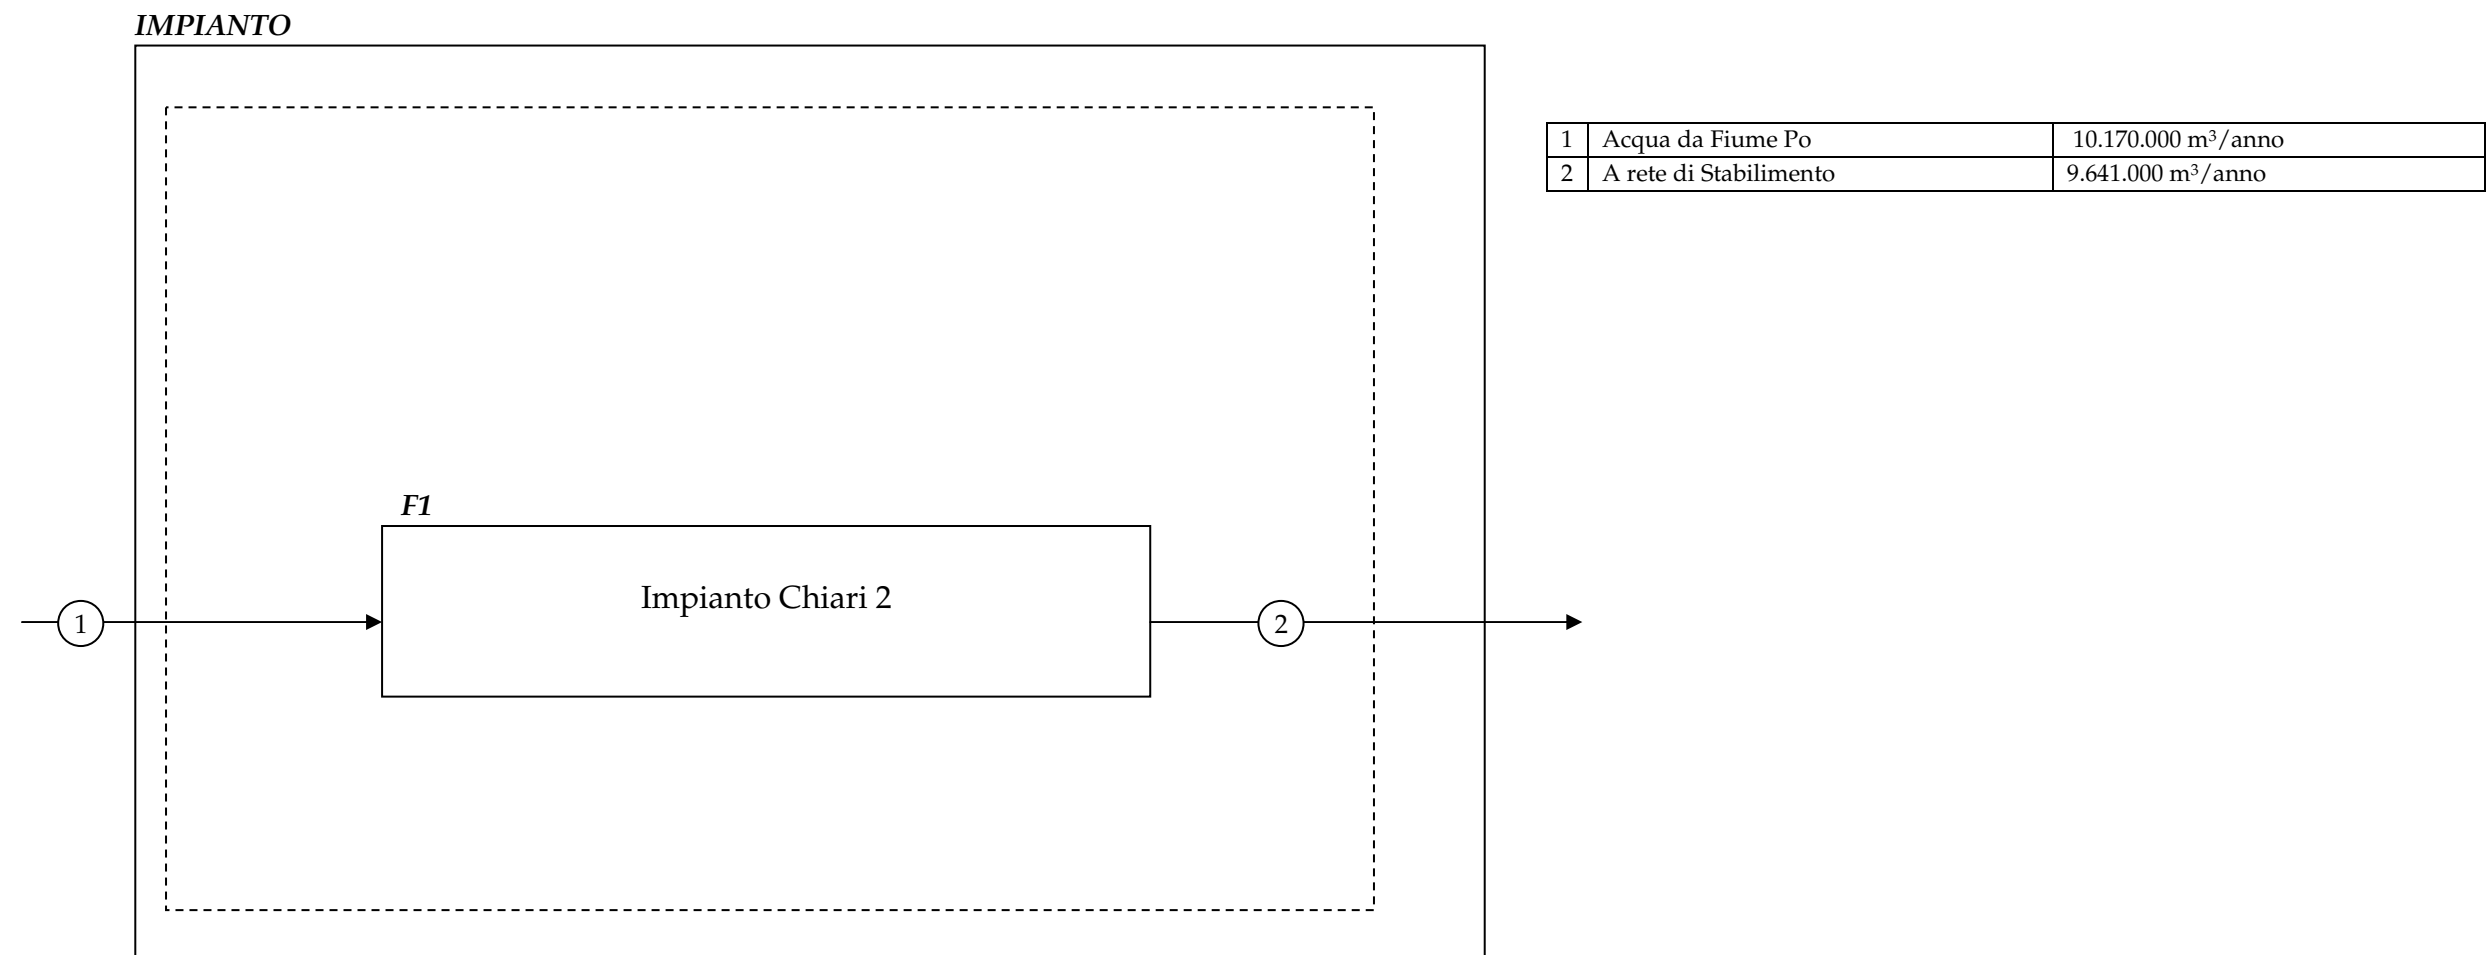 IMPIANTO
1 Acqua da Fiume Po 10.170.000 m³/anno
2 A rete di Stabilimento 9.641.000 m³/anno
F1
Impianto Chiari 2
1
2